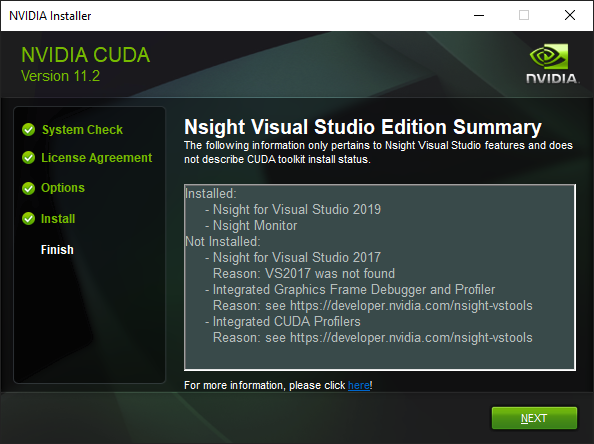 NVIDIA Installer
NVIDIA CUDA
Version 11.2
NVIDIA.
System Check
License Agreement
Options
Install
Finish
Nsight Visual Studio Edition Summary
The following information only pertains to Nsight Visual Studio features and does
not describe CUDA toolkit install status.
Installed:
- Nsight for Visual Studio 2019
- Nsight Monitor
Not Installed:
- Nsight for Visual Studio 2017
Reason: VS2017 was not found
- Integrated Graphics Frame Debugger and Profiler
Reason: see https://developer.nvidia.com/nsight-vstools
- Integrated CUDA Profilers
Reason: see https://developer.nvidia.com/nsight-vstools
For more information, please click here!
NEXT